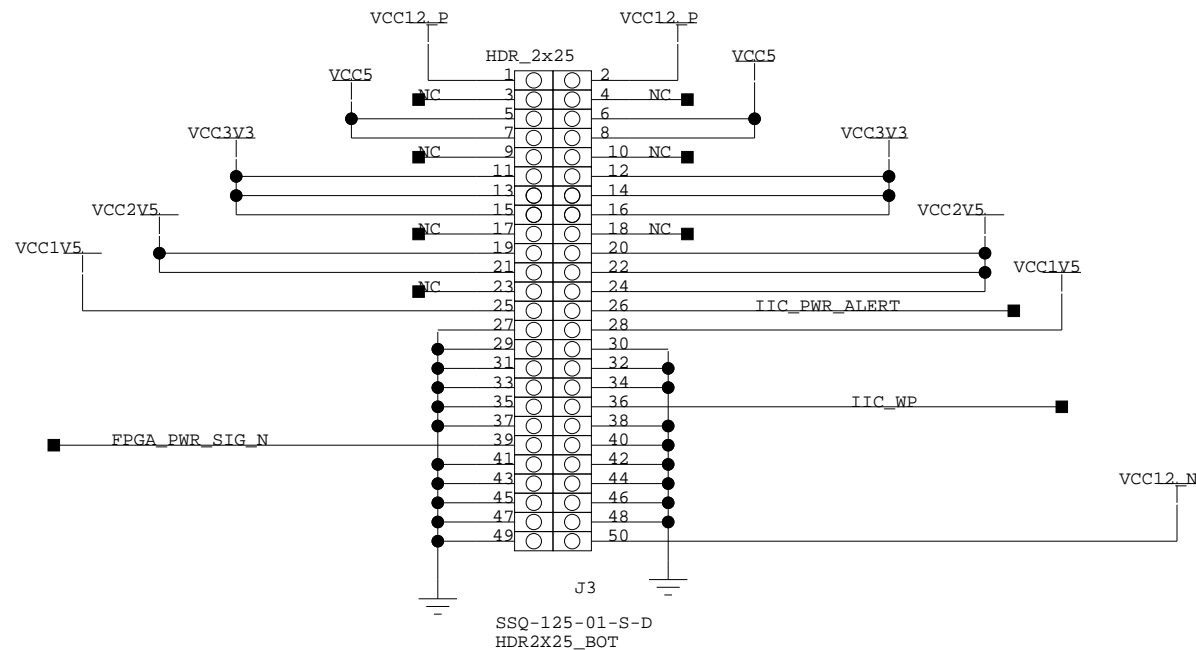 VCC12_P VCC12_P
HDR_2x25
VCC5 VCC5
1 2
NC 3 4 NC
5 6
7 8
VCC3V3 VCC3V3
NC 9 10 NC
11 12
13 14
15 16
VCC2V5 VCC2V5
NC 17 18 NC
VCC1V5 19 20
21 22 VCC1V5
NC 23 24
25 26 IIC_PWR_ALERT
27 28
29 30
31 32
33 34
35 36 IIC_WP
37 38
FPGA_PWR_SIG_N 39 40
41 42
43 44
VCC12_N
45 46
47 48
49 50
J3
SSQ-125-01-S-D
HDR2X25_BOT